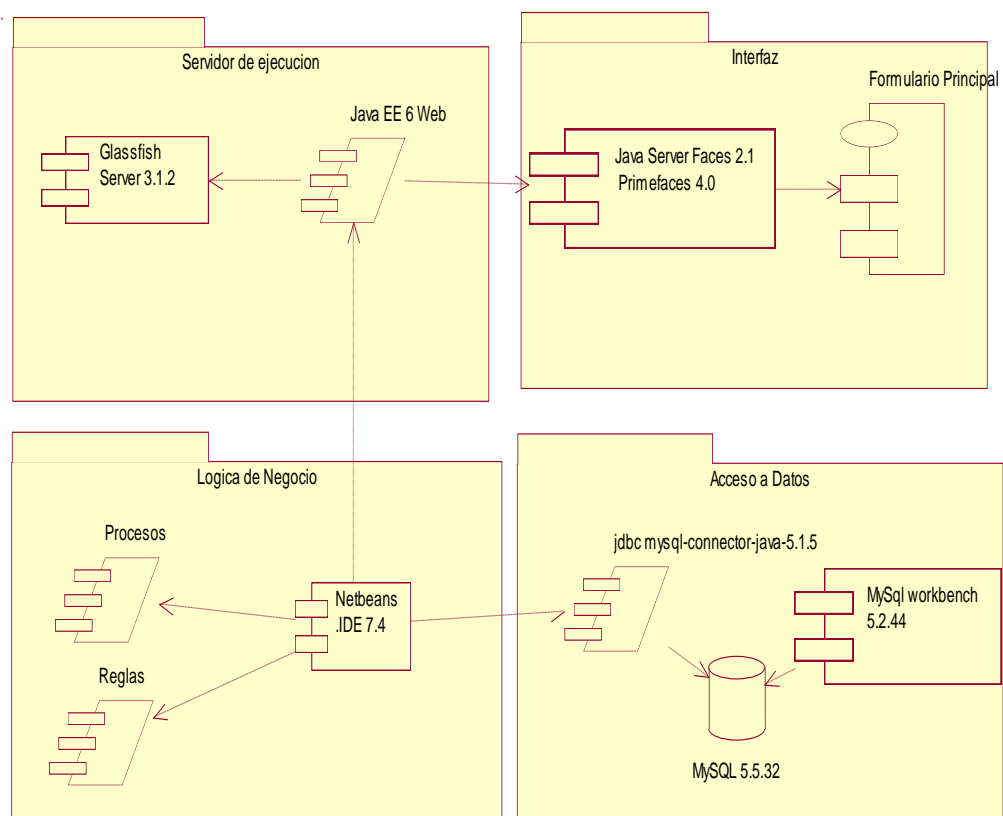 Servidor de ejecucion
Java EE 6 Web
Glassfish
Server 3.1.2
Interfaz
Formulario Principal
Java Server Faces 2.1
Primefaces 4.0
Logica de Negocio
Procesos
Netbeans
.IDE 7.4
Reglas
Acceso a Datos
jdbc mysql-connector-java-5.1.5
MySql workbench
5.2.44
MySQL 5.5.32